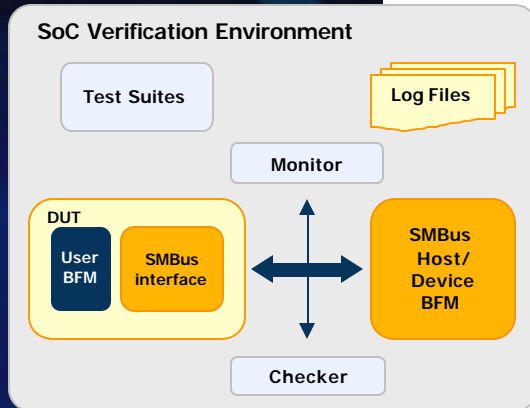 SoC Verification Environment
Test Suites
Log Files
Monitor
DUT
User
BFM
SMBus
interface
SMBus
Host/
Device
BFM
Checker